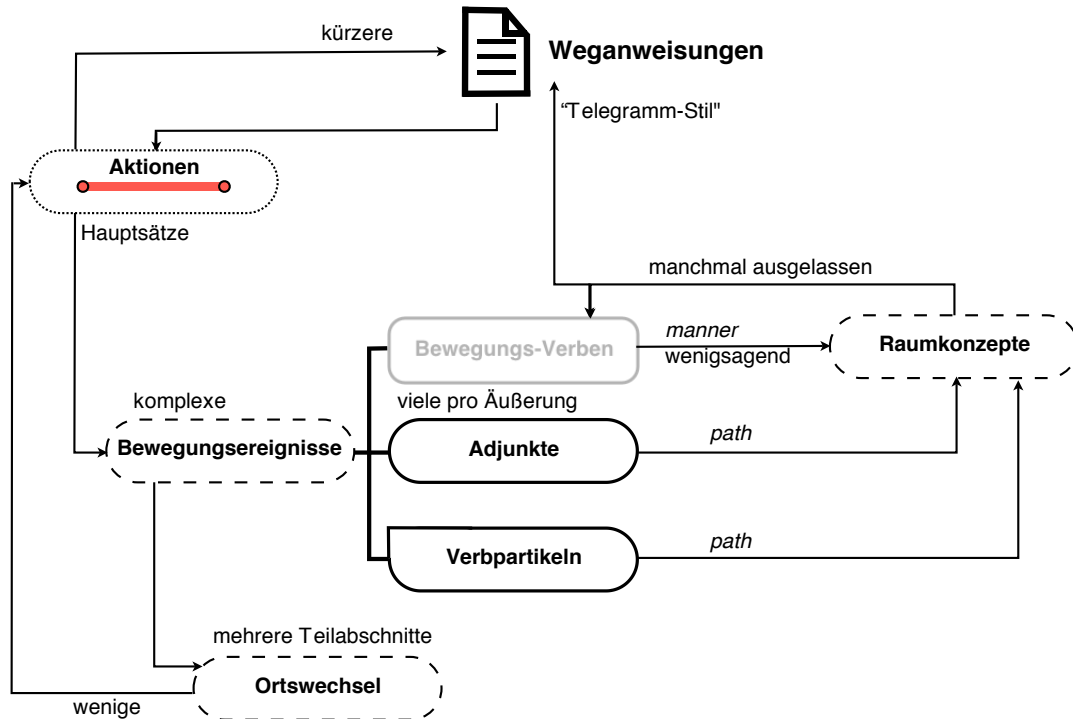 kürzere
Weganweisungen
“Telegramm-Stil"
Aktionen
Hauptsätze
manchmal ausgelassen
manner
Bewegungs-Verben
wenigsagend
Raumkonzepte
komplexe
viele pro Äußerung
Bewegungsereignisse
Adjunkte
path
Verbpartikeln
path
mehrere Teilabschnitte
Ortswechsel
wenige